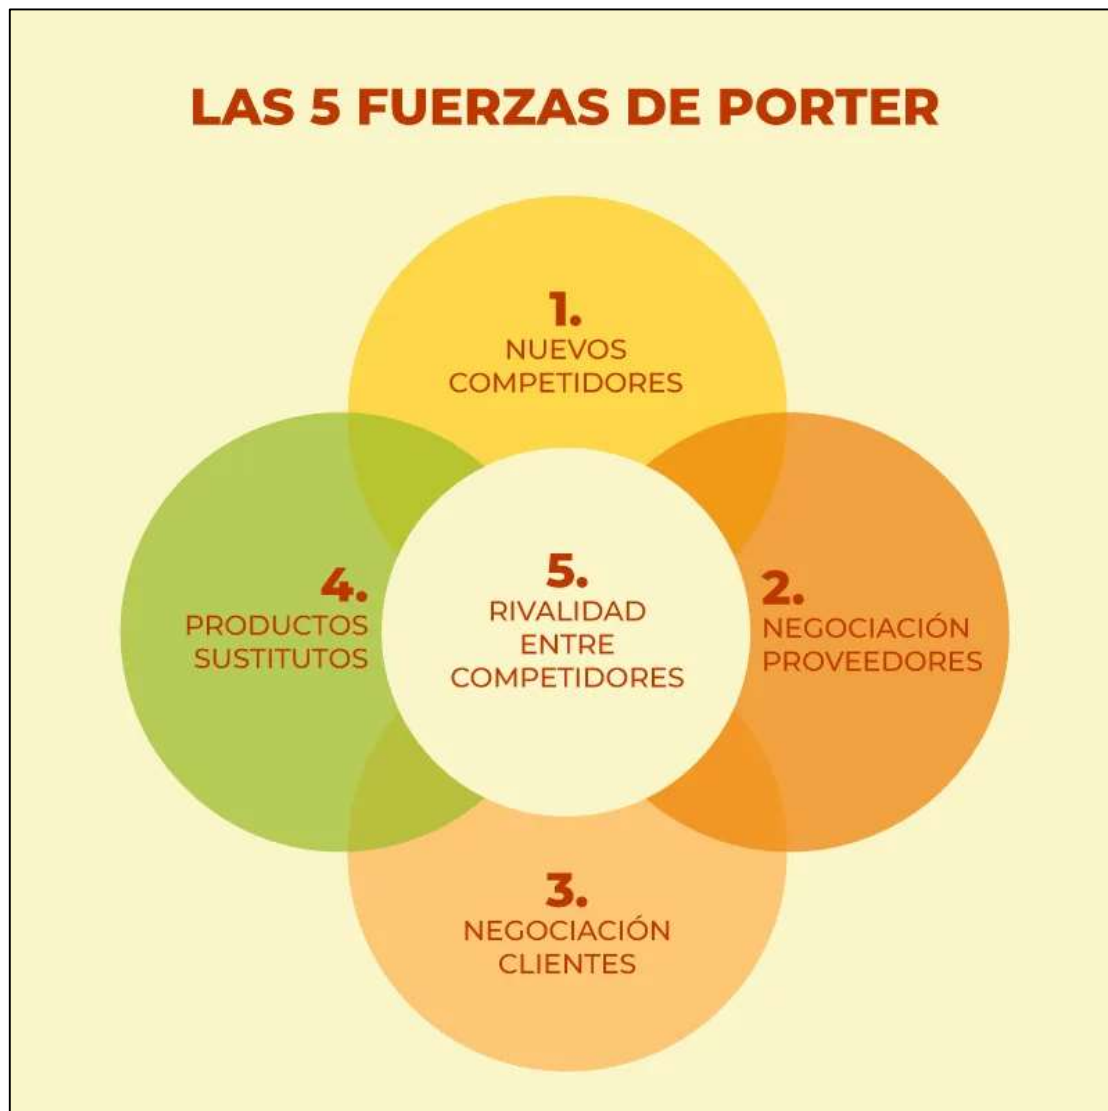 LAS 5 FUERZAS DE PORTER
1.
NUEVOS
COMPETIDORES
2.
NEGOCIACIÓN
PROVEEDORES
3.
NEGOCIACIÓN
CLIENTES
4.
PRODUCTOS
SUSTITUTOS
5.
RIVALIDAD
ENTRE
COMPETIDORES